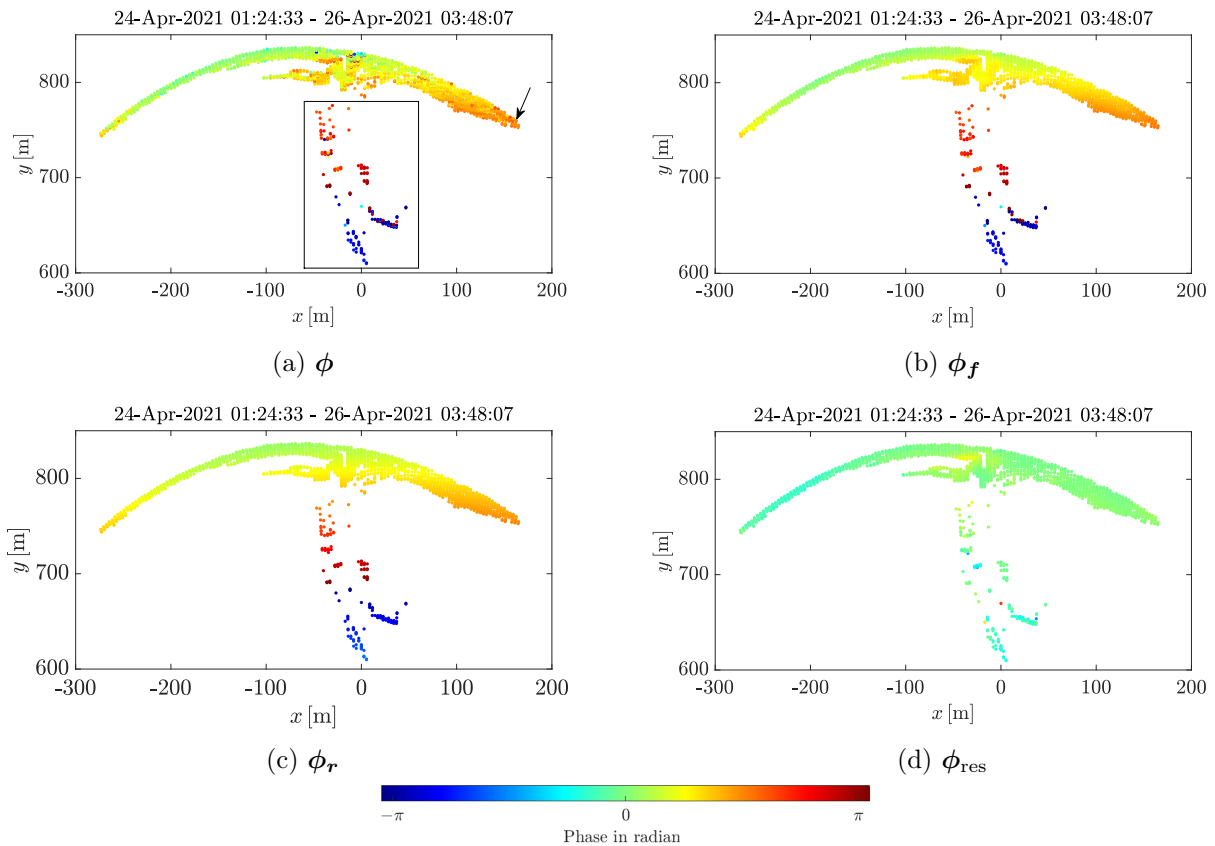 24-Apr-2021 01:24:33 - 26-Apr-2021 03:48:07
800
700
600
y [m]
-300 -200 -100 0 100 200
x [m]
(a) ϕ
24-Apr-2021 01:24:33 - 26-Apr-2021 03:48:07
800
700
600
y [m]
-300 -200 -100 0 100 200
x [m]
(b) ϕ_f
24-Apr-2021 01:24:33 - 26-Apr-2021 03:48:07
800
700
600
y [m]
-300 -200 -100 0 100 200
x [m]
(c) ϕ_r
24-Apr-2021 01:24:33 - 26-Apr-2021 03:48:07
800
700
600
y [m]
-300 -200 -100 0 100 200
x [m]
(d) ϕ_res
−π 0 π
Phase in radian